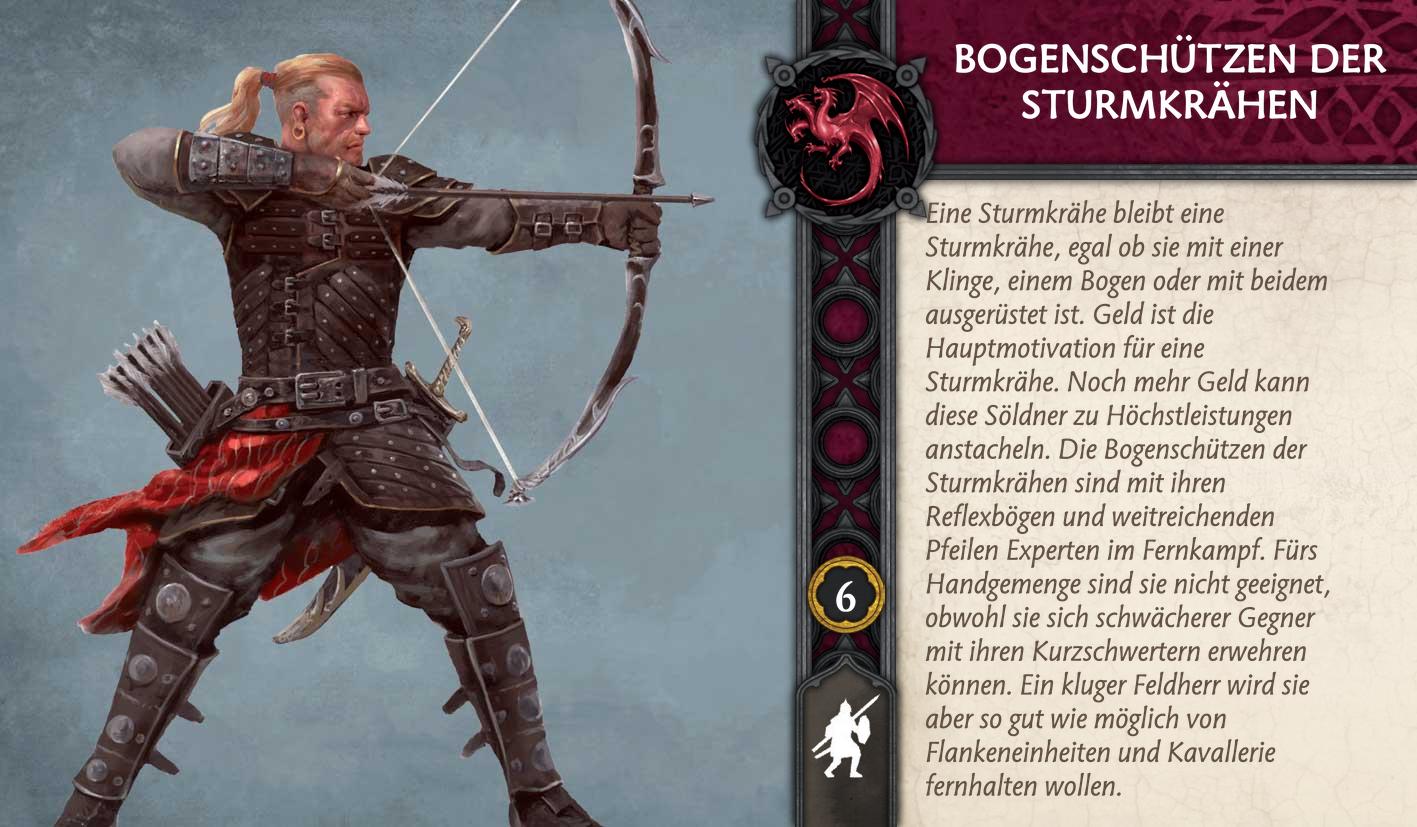 BOGENSCHÜTZEN DER
STURMKRÄHEN
Eine Sturmkrähe bleibt eine
Sturmkrähe, egal ob sie mit einer
Klinge, einem Bogen oder mit beidem
ausgerüstet ist. Geld ist die
Hauptmotivation für eine
Sturmkrähe. Noch mehr Geld kann
diese Söldner zu Höchstleistungen
anstacheln. Die Bogenschützen der
Sturmkrähen sind mit ihren
Reflexbögen und weitreichenden
Pfeilen Experten im Fernkampf. Fürs
Handgemenge sind sie nicht geeignet,
obwohl sie sich schwächerer Gegner
mit ihren Kurzschwertern erwehren
können. Ein kluger Feldherr wird sie
aber so gut wie möglich von
Flankeneinheiten und Kavallerie
fernhalten wollen.
6